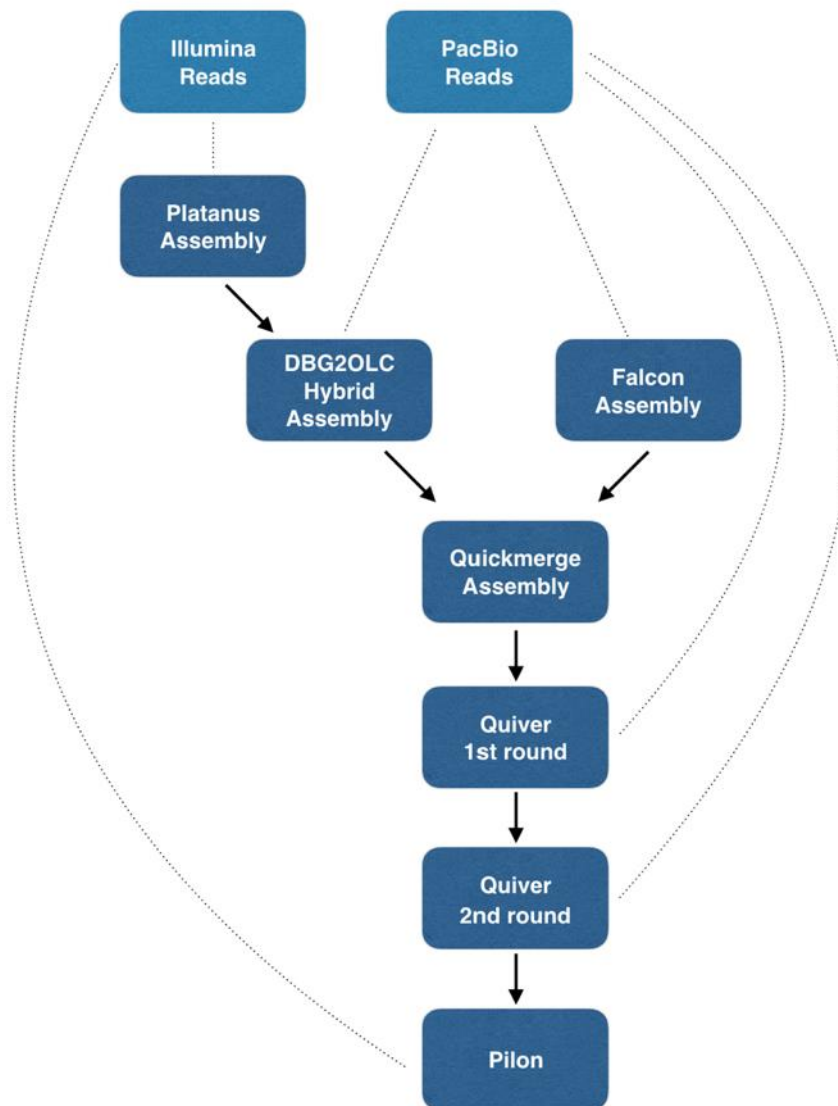 Illumina
Reads
PacBio
Reads
Platanus
Assembly
DBG2OLC
Hybrid
Assembly
Falcon
Assembly
Quickmerge
Assembly
Quiver
1st round
Quiver
2nd round
Pilon